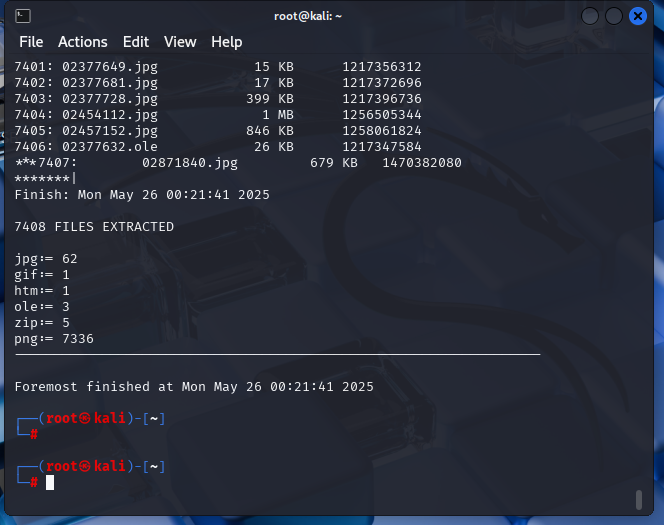 root@kali: ~
File Actions Edit View Help
7401: 02377649.jpg 15 KB 1217356312
7402: 02377681.jpg 17 KB 1217372696
7403: 02377728.jpg 399 KB 1217396736
7404: 02454112.jpg 1 MB 1256505344
7405: 02457152.jpg 846 KB 1258061824
7406: 02377632.ole 26 KB 1217347584
***7407: 02871840.jpg 679 KB 1470382080
*******|
Finish: Mon May 26 00:21:41 2025
7408 FILES EXTRACTED
jpg:= 62
gif:= 1
htm:= 1
ole:= 3
zip:= 5
png:= 7336
------------------------------------------------------------------
Foremost finished at Mon May 26 00:21:41 2025
┌──(root㉿kali)-[~]
└─#
┌──(root㉿kali)-[~]
└─#